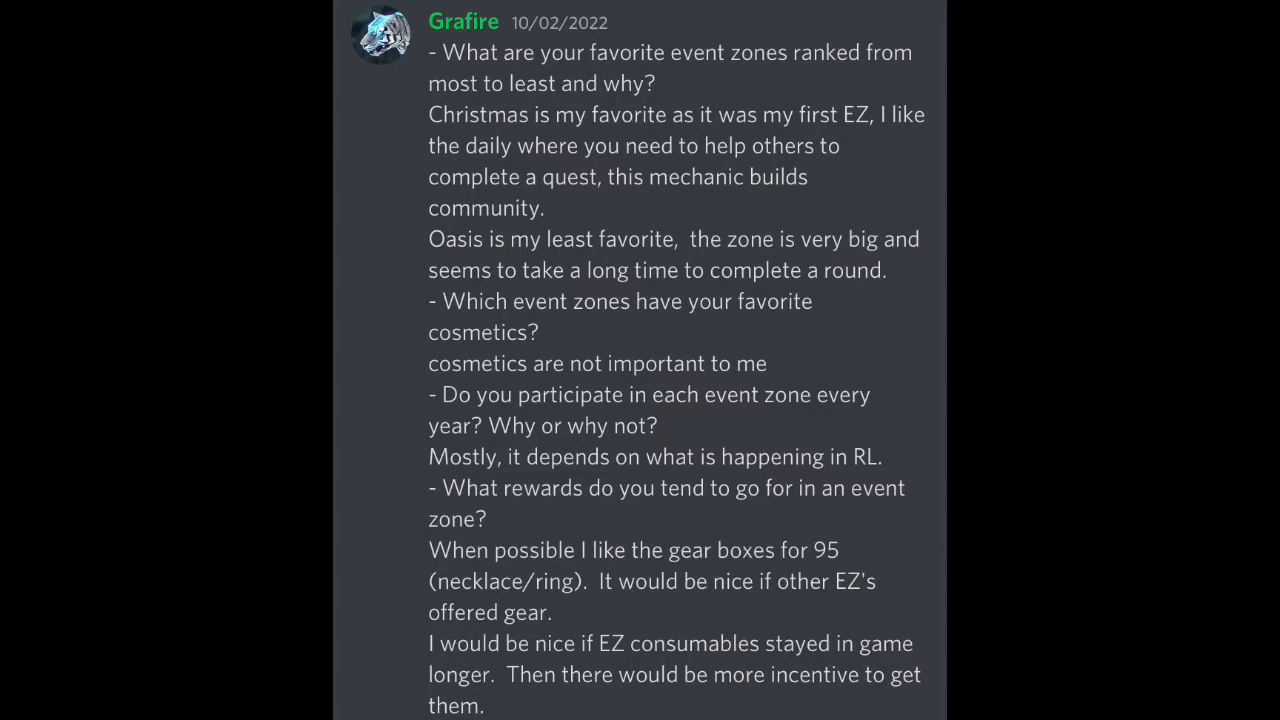 Grafire 10/02/2022
- What are your favorite event zones ranked from
most to least and why?
Christmas is my favorite as it was my first EZ, I like
the daily where you need to help others to
complete a quest, this mechanic builds
community.
Oasis is my least favorite,  the zone is very big and
seems to take a long time to complete a round.
- Which event zones have your favorite
cosmetics?
cosmetics are not important to me
- Do you participate in each event zone every
year? Why or why not?
Mostly, it depends on what is happening in RL.
- What rewards do you tend to go for in an event
zone?
When possible I like the gear boxes for 95
(necklace/ring).  It would be nice if other EZ's
offered gear.
I would be nice if EZ consumables stayed in game
longer.  Then there would be more incentive to get
them.